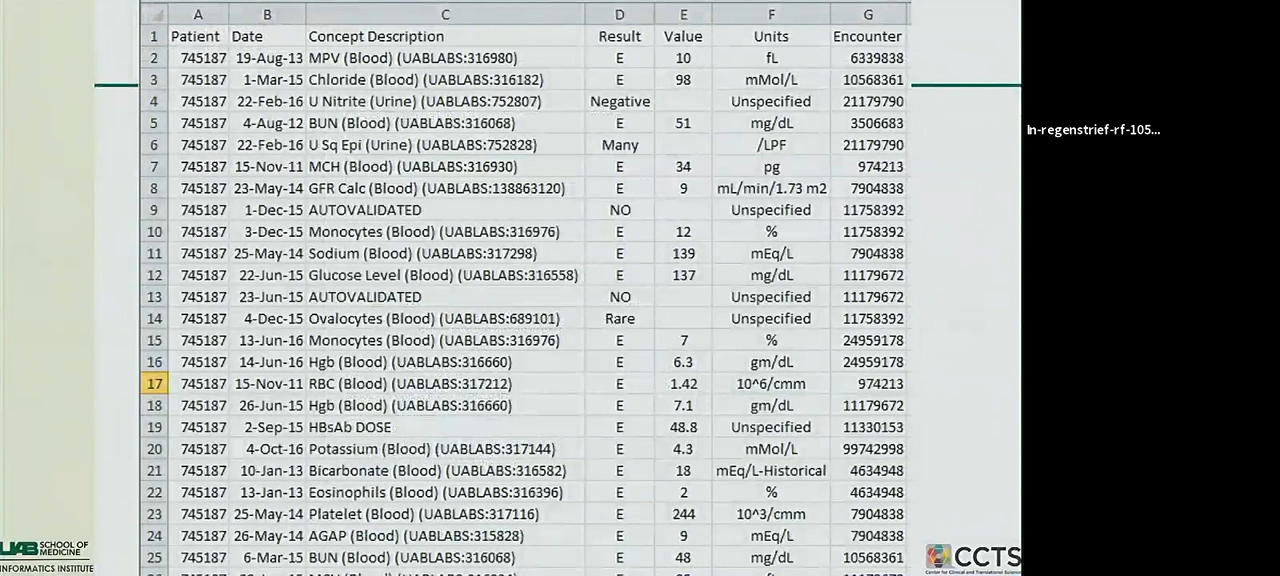 A B C D E F G
1 Patient Date Concept Description Result Value Units Encounter
2 745187 19-Aug-13 MPV (Blood) (UABLABS:316980) E 10 fL 6339838
3 745187 1-Mar-15 Chloride (Blood) (UABLABS:316182) E 98 mMol/L 10568361
4 745187 22-Feb-16 U Nitrite (Urine) (UABLABS:752807) Negative Unspecified 21179790
5 745187 4-Aug-12 BUN (Blood) (UABLABS:316068) E 51 mg/dL 3506683
6 745187 22-Feb-16 U Sq Epi (Urine) (UABLABS:752828) Many /LPF 21179790
7 745187 15-Nov-11 MCH (Blood) (UABLABS:316930) E 34 pg 974213
8 745187 23-May-14 GFR Calc (Blood) (UABLABS:138863120) E 9 mL/min/1.73 m2 7904838
9 745187 1-Dec-15 AUTOVALIDATED NO Unspecified 11758392
10 745187 3-Dec-15 Monocytes (Blood) (UABLABS:316976) E 12 % 11758392
11 745187 25-May-14 Sodium (Blood) (UABLABS:317298) E 139 mEq/L 7904838
12 745187 22-Jun-15 Glucose Level (Blood) (UABLABS:316558) E 137 mg/dL 11179672
13 745187 23-Jun-15 AUTOVALIDATED NO Unspecified 11179672
14 745187 4-Dec-15 Ovalocytes (Blood) (UABLABS:689101) Rare Unspecified 11758392
15 745187 13-Jun-16 Monocytes (Blood) (UABLABS:316976) E 7 % 24959178
16 745187 14-Jun-16 Hgb (Blood) (UABLABS:316660) E 6.3 gm/dL 24959178
17 745187 15-Nov-11 RBC (Blood) (UABLABS:317212) E 1.42 10^6/cmm 974213
18 745187 26-Jun-15 Hgb (Blood) (UABLABS:316660) E 7.1 gm/dL 11179672
19 745187 2-Sep-15 HBsAb DOSE E 48.8 Unspecified 11330153
20 745187 4-Oct-16 Potassium (Blood) (UABLABS:317144) E 4.3 mMol/L 99742998
21 745187 10-Jan-13 Bicarbonate (Blood) (UABLABS:316582) E 18 mEq/L-Historical 4634948
22 745187 13-Jan-13 Eosinophils (Blood) (UABLABS:316396) E 2 % 4634948
23 745187 25-May-14 Platelet (Blood) (UABLABS:317116) E 244 10^3/cmm 7904838
24 745187 26-May-14 AGAP (Blood) (UABLABS:315828) E 9 mEq/L 7904838
25 745187 6-Mar-15 BUN (Blood) (UABLABS:316068) E 48 mg/dL 10568361
In-regenstrief-rf-105...
UAB SCHOOL OF
MEDICINE
INFORMATICS INSTITUTE
CCTS